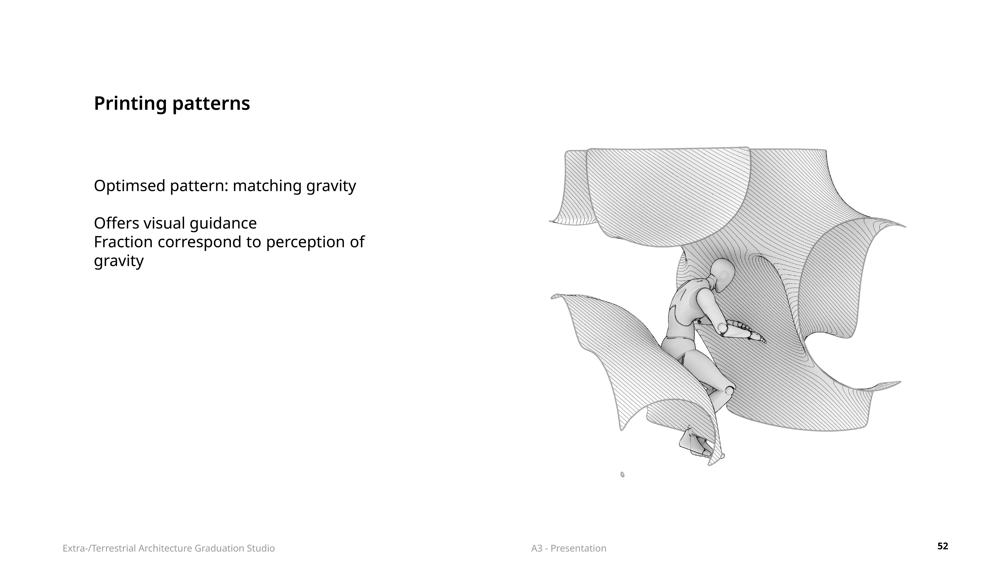 Printing patterns
Optimsed pattern: matching gravity
Offers visual guidance
Fraction correspond to perception of
gravity
Extra-/Terrestrial Architecture Graduation Studio
A3 - Presentation
52